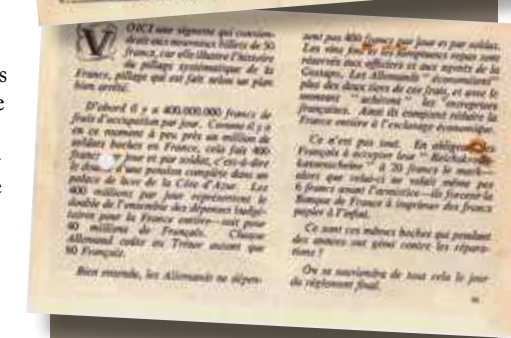 s
e
e
VOICI une vignette qui convien-
drait aux nouveaux billets de 50
francs, car elle illustre l'histoire
du pillage systématique de la
France, pillage qui est fait selon un plan
bien arrêté.
D'abord il y a 400.000.000 francs de
frais d'occupation par jour. Comme il y a
en ce moment à peu près un million de
soldats boches en France, cela fait 400
francs par jour et par soldat, c'est-à-dire
le double d'une pension complète dans un
palace de luxe de la Côte d'Azur. Les
400 millions par jour représentent le
double de l'ensemble des dépenses budgé-
taires pour la France entière—soit pour
40 millions de Français. Chaque
Allemand coûte au Trésor autant que
80 Français.
Bien entendu, les Allemands ne dépen-
sent pas 400 francs par jour et par soldat.
Les vins fins et les somptueux repas sont
réservés aux officiers et aux agents de la
Gestapo. Les Allemands " économisent "
plus des deux tiers de ces frais, et avec le
montant " achètent " les entreprises
françaises. Ainsi ils comptent réduire la
France entière à l'esclavage économique.
Ce n'est pas tout. En obligeant les
Français à accepter leur " Reichskredit-
kassenscheine " à 20 francs le mark—
alors que celui-ci ne valait même pas
6 francs avant l'armistice—ils forcent la
Banque de France à imprimer des francs
papier à l'infini.
Ce sont ces mêmes boches qui pendant
des années ont gémi contre les répara-
tions !
On se souviendra de tout cela le jour
du règlement final.